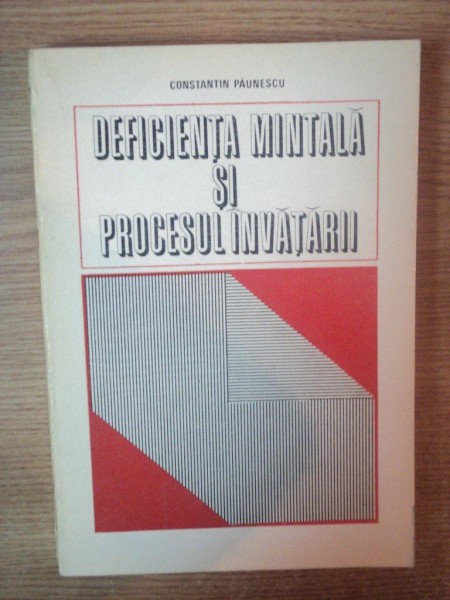 CONSTANTIN PĂUNESCU
DEFICIENȚA MINTALĂ
ȘI
PROCESUL ÎNVĂȚĂRII